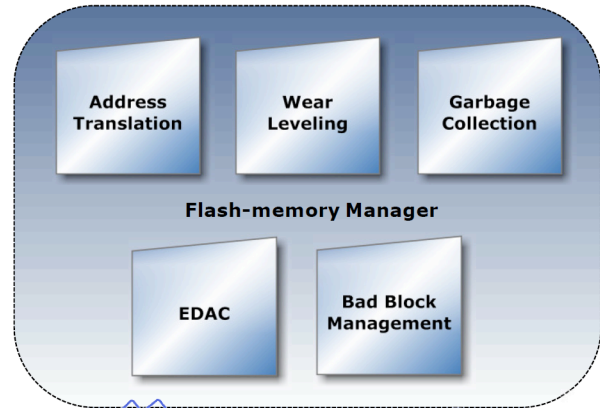 Address
Translation
Wear
Leveling
Garbage
Collection
Flash-memory Manager
EDAC
Bad Block
Management